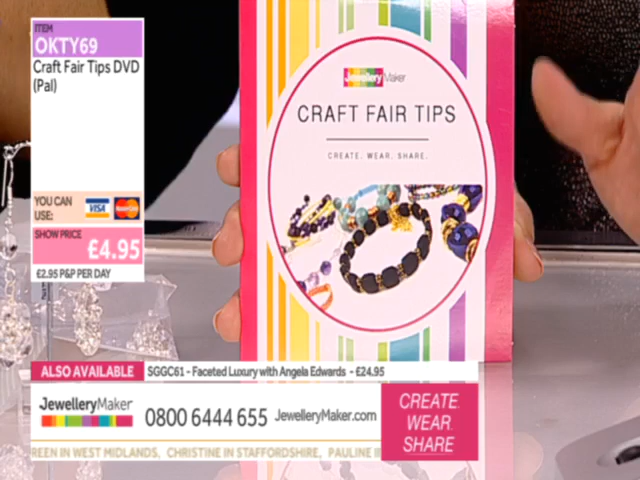 ITEM
OKTY69
Craft Fair Tips DVD
(Pal)
YOU CAN
USE:
VISA
MasterCard
SHOW PRICE
£4.95
£2.95 P&P PER DAY
JewelleryMaker
CRAFT FAIR TIPS
CREATE. WEAR. SHARE.
ALSO AVAILABLE
SGGC61 - Faceted Luxury with Angela Edwards - £24.95
JewelleryMaker
0800 6444 655
JewelleryMaker.com
CREATE.
WEAR.
SHARE
REEN IN WEST MIDLANDS, CHRISTINE IN STAFFORDSHIRE, PAULINE